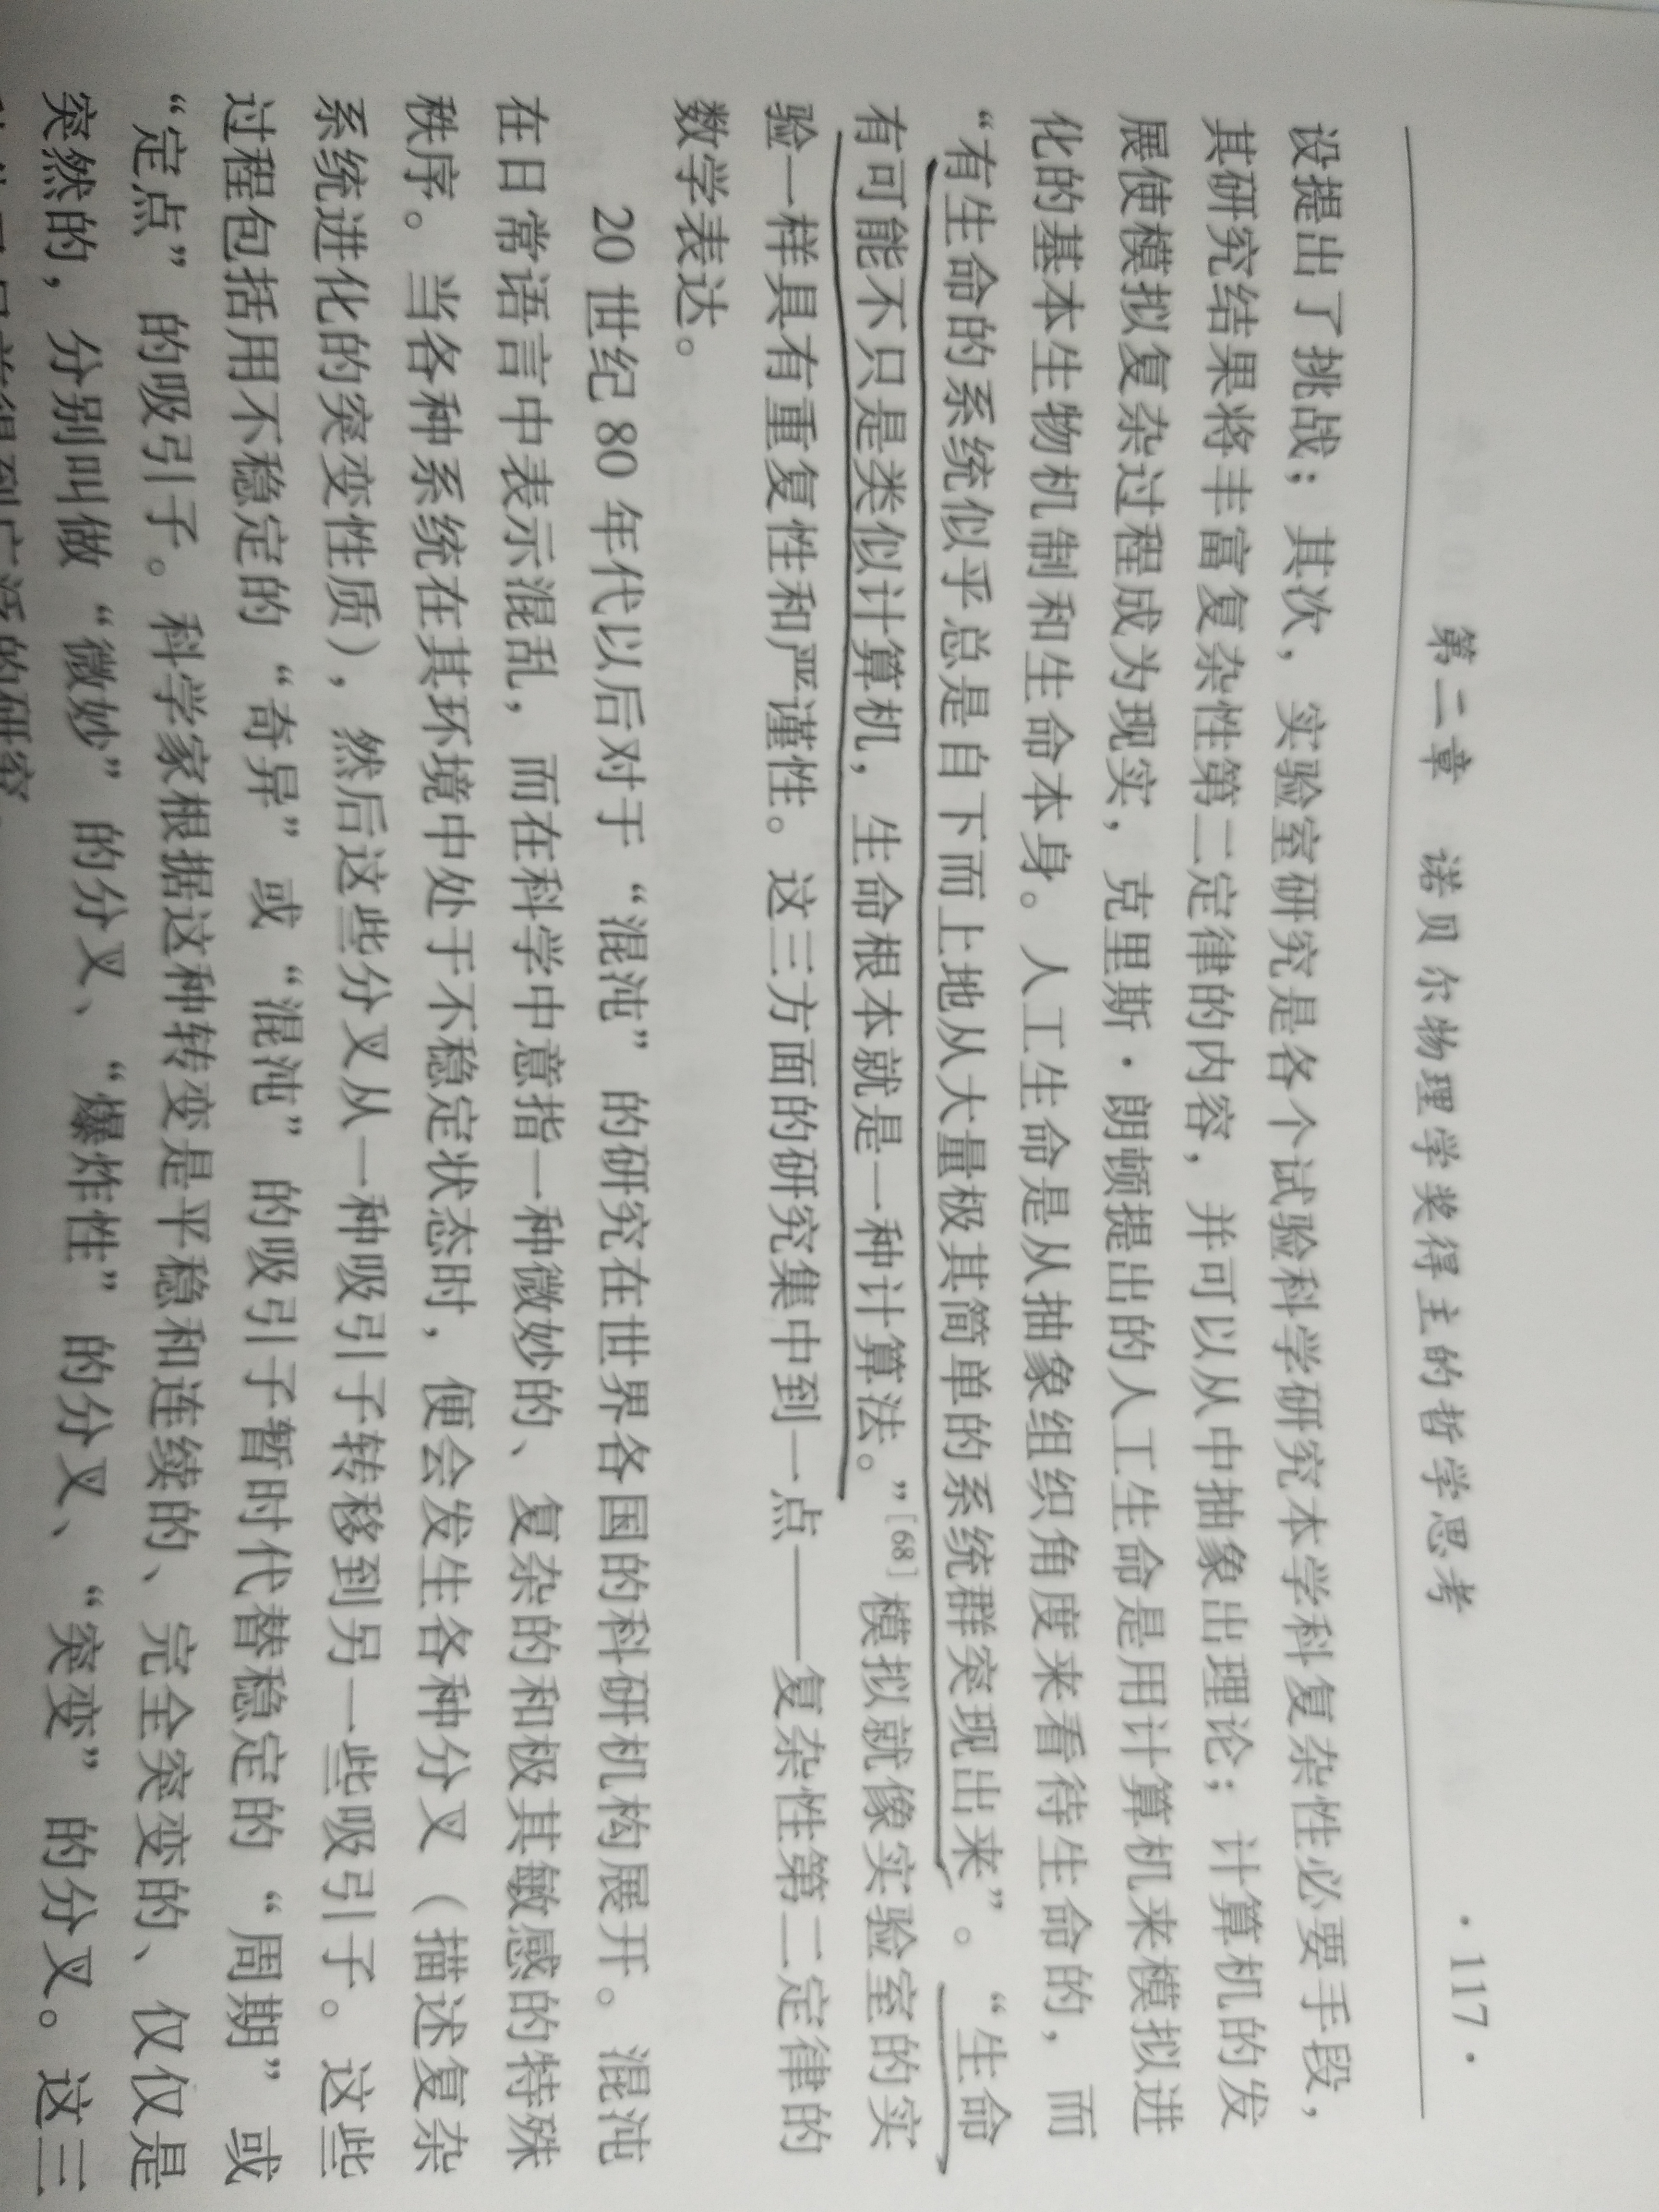 第二章 诺贝尔物理学奖得主的哲学思考 ·117·
设提出了挑战；其次，实验室研究是各个试验科学研究本学科复杂性必要手段，
其研究结果将丰富复杂性第二定律的内容，并可以从中抽象出理论；计算机的发
展使模拟复杂过程成为现实，克里斯·朗顿提出的人工生命是用计算机来模拟进
化的基本生物机制和生命本身。人工生命是从抽象组织角度来看待生命的，而
“有生命的系统似乎总是自下而上地从大量极其简单的系统群突现出来”。“生命
有可能不只是类似计算机，生命根本就是一种计算法。”[68]模拟就像实验室的实
验一样具有重复性和严谨性。这三方面的研究集中到一点——复杂性第二定律的
数学表达。
20世纪80年代以后对于“混沌”的研究在世界各国的科研机构展开。混沌
在日常语言中表示混乱，而在科学中意指一种微妙的、复杂的和极其敏感的特殊
秩序。当各种系统在其环境中处于不稳定状态时，便会发生各种分叉（描述复杂
系统进化的突变性质），然后这些分叉从一种吸引子转移到另一些吸引子。这些
过程包括用不稳定的“奇异”或“混沌”的吸引子暂时代替稳定的“周期”或
“定点”的吸引子。科学家根据这种转变是平稳和连续的、完全突变的、仅仅是
突然的，分别叫做“微妙”的分叉、“爆炸性”的分叉、“突变”的分叉。这三
得到广泛的研究